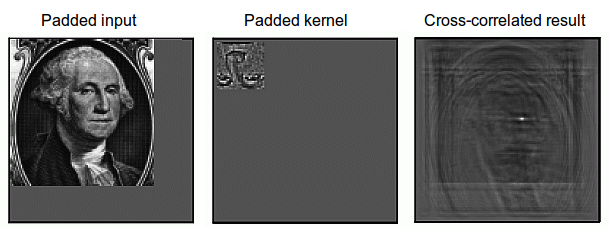 Padded input
Padded kernel
Cross-correlated result